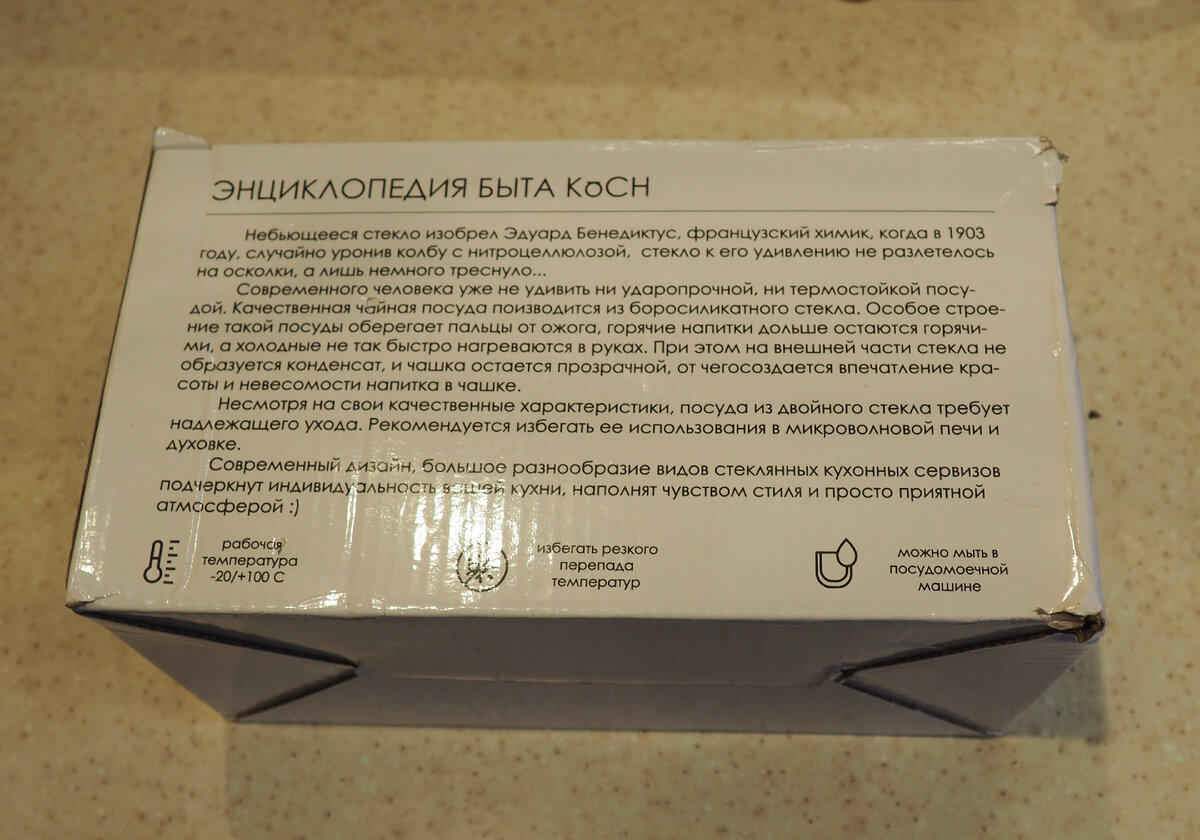 ЭНЦИКЛОПЕДИЯ БЫТА KoCH
Небьющееся стекло изобрел Эдуард Бенедиктус, французский химик, когда в 1903
году, случайно уронив колбу с нитроцеллюлозой, стекло к его удивлению не разлетелось
на осколки, а лишь немного треснуло...
Современного человека уже не удивить ни ударопрочной, ни термостойкой посу-
дой. Качественная чайная посуда поизводится из боросиликатного стекла. Особое строе-
ние такой посуды оберегает пальцы от ожога, горячие напитки дольше остаются горячи-
ми, а холодные не так быстро нагреваются в руках. При этом на внешней части стекла не
образуется конденсат, и чашка остается прозрачной, от чегосоздается впечатление кра-
соты и невесомости напитка в чашке.
Несмотря на свои качественные характеристики, посуда из двойного стекла требует
надлежащего ухода. Рекомендуется избегать ее использования в микроволновой печи и
духовке.
Современный дизайн, большое разнообразие видов стеклянных кухонных сервизов
подчеркнут индивидуальность вашей кухни, наполнят чувством стиля и просто приятной
атмосферой :)
рабочая
температура
-20/+100 С
избегать резкого
перепада
температур
можно мыть в
посудомоечной
машине